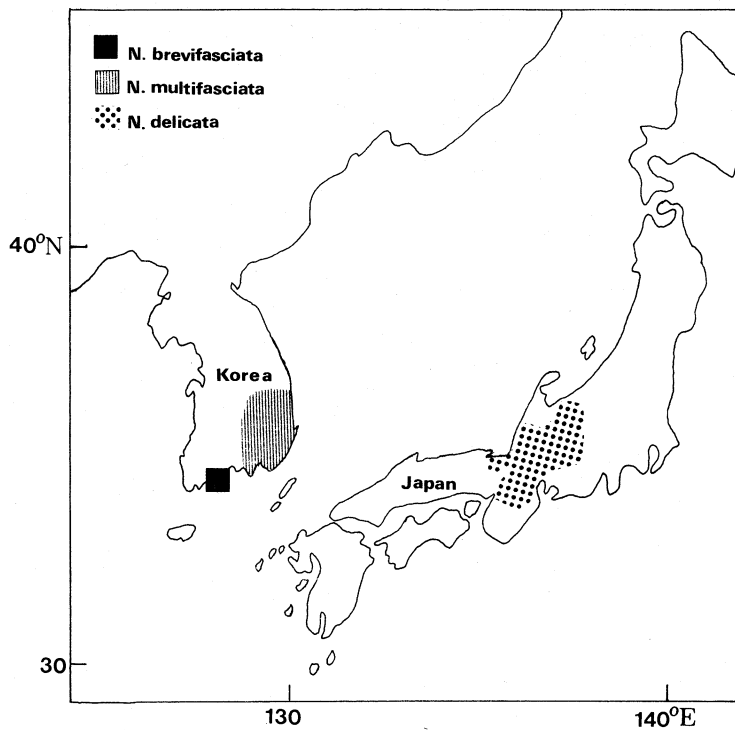 N. brevifasciata
N. multifasciata
N. delicata
40°N
Korea
Japan
30
130
140°E